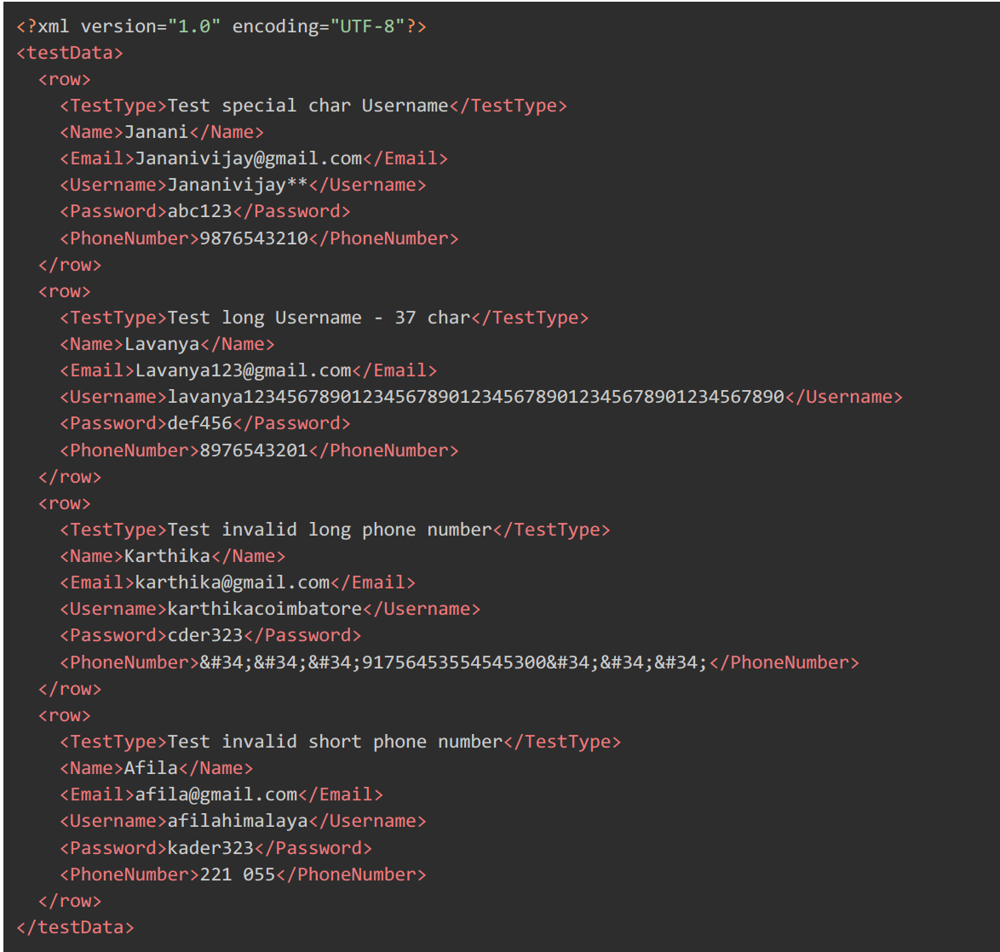 <?xml version="1.0" encoding="UTF-8"?>
<testData>
  <row>
    <TestType>Test special char Username</TestType>
    <Name>Janani</Name>
    <Email>Jananivijay@gmail.com</Email>
    <Username>Jananivijay**</Username>
    <Password>abc123</Password>
    <PhoneNumber>9876543210</PhoneNumber>
  </row>
  <row>
    <TestType>Test long Username - 37 char</TestType>
    <Name>Lavanya</Name>
    <Email>Lavanya123@gmail.com</Email>
    <Username>lavanya12345678901234567890123456789012345678901234567890</Username>
    <Password>def456</Password>
    <PhoneNumber>8976543201</PhoneNumber>
  </row>
  <row>
    <TestType>Test invalid long phone number</TestType>
    <Name>Karthika</Name>
    <Email>karthika@gmail.com</Email>
    <Username>karthikacoimbatore</Username>
    <Password>cder323</Password>
    <PhoneNumber>&#34;&#34;&#34;91756453554545300&#34;&#34;&#34;</PhoneNumber>
  </row>
  <row>
    <TestType>Test invalid short phone number</TestType>
    <Name>Afila</Name>
    <Email>afila@gmail.com</Email>
    <Username>afilahimalaya</Username>
    <Password>kader323</Password>
    <PhoneNumber>221 055</PhoneNumber>
  </row>
</testData>